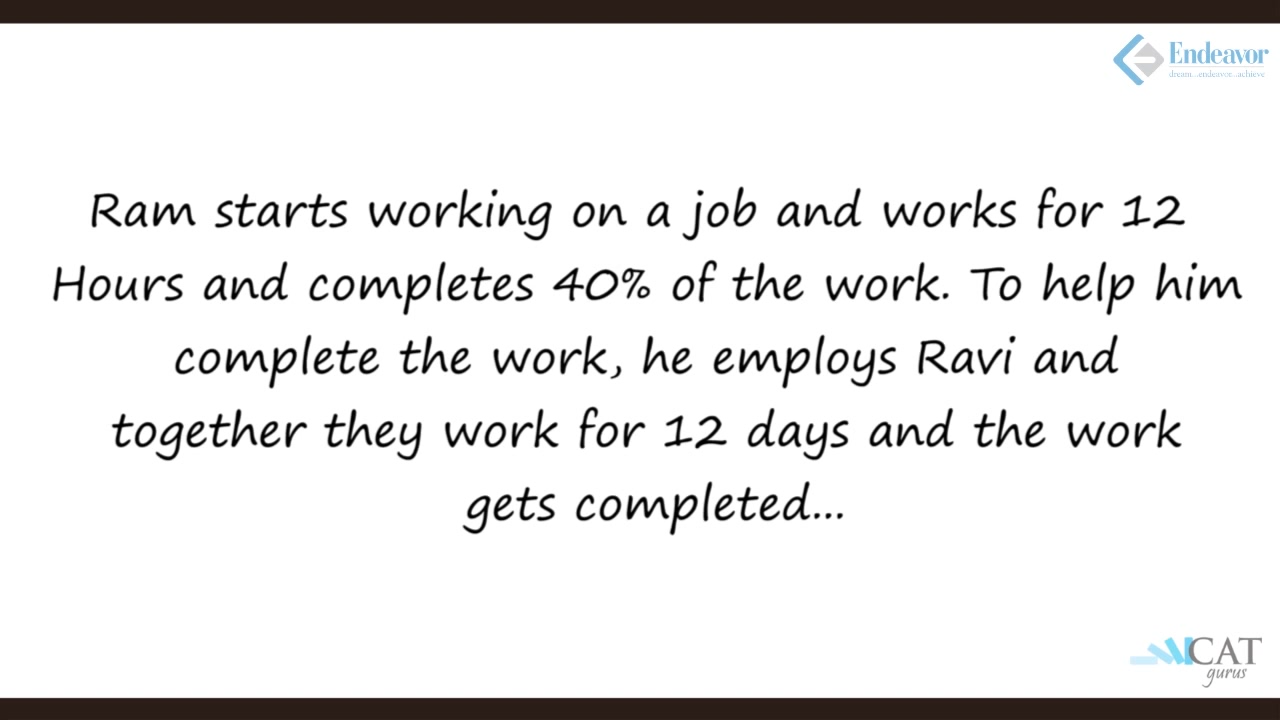 Endeavor
dream...endeavor...achieve
Ram starts working on a job and works for 12
Hours and completes 40% of the work. To help him
complete the work, he employs Ravi and
together they work for 12 days and the work
gets completed...
CAT
gurus